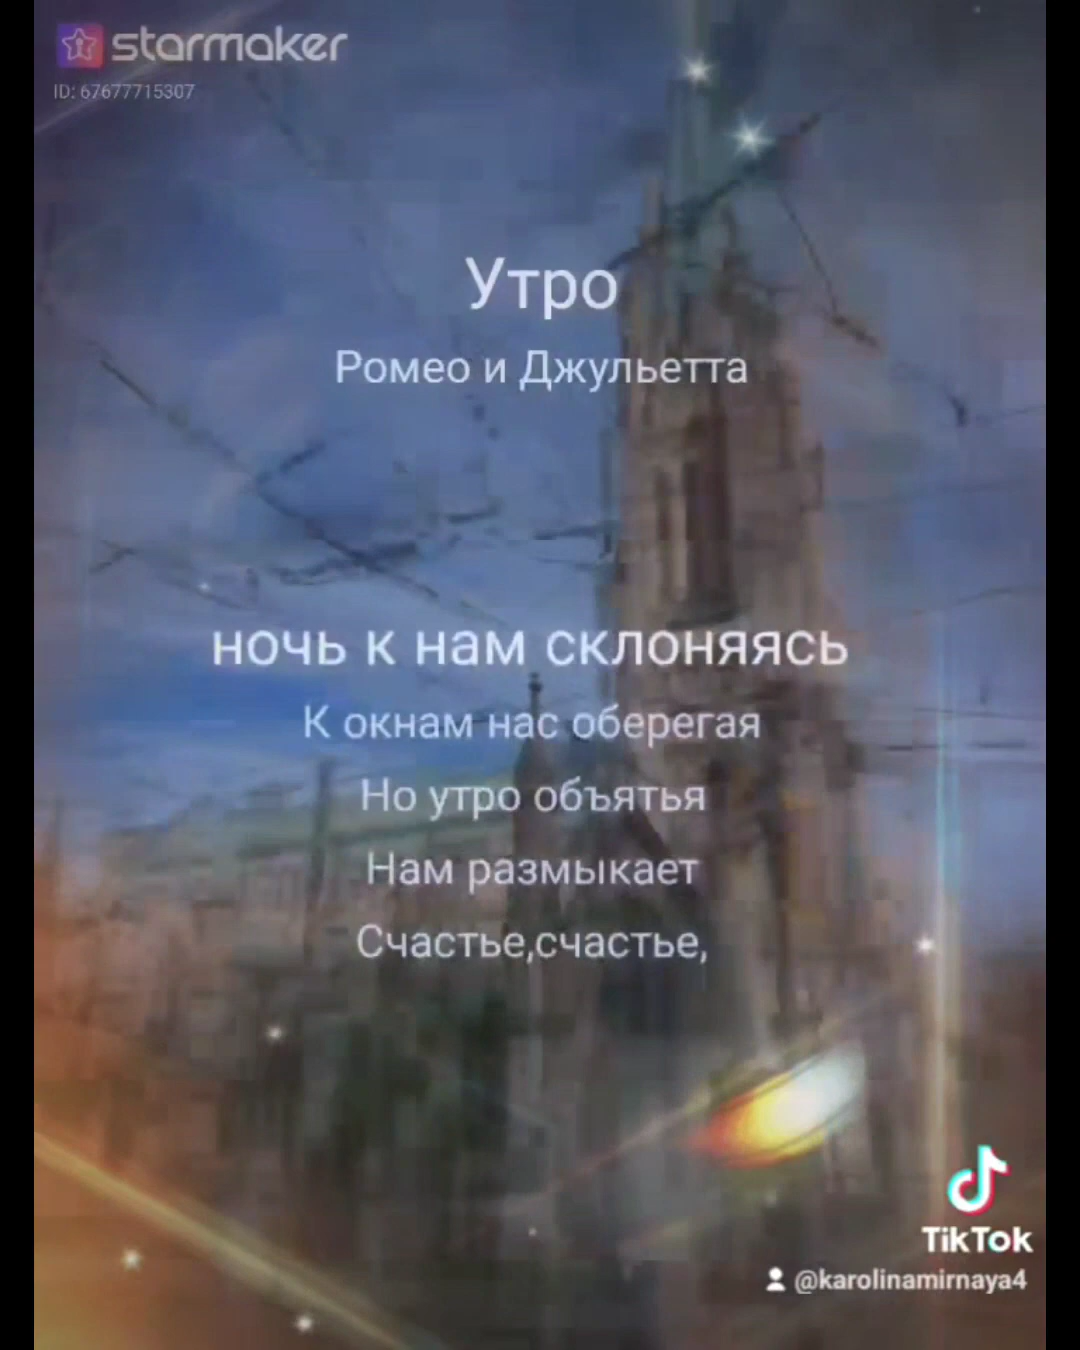 starmaker
ID: 67677715307
Утро
Ромео и Джульетта
ночь к нам склоняясь
К окнам нас оберегая
Но утро объятья
Нам размыкает
Счастье,счастье,
TikTok
@karolinamirnaya4